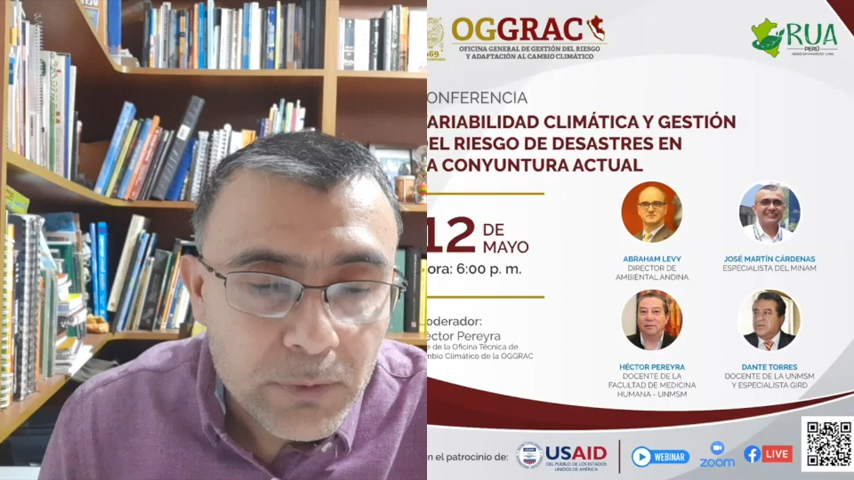 OGGRAC
OFICINA GENERAL DE GESTIÓN DEL RIESGO
Y ADAPTACIÓN AL CAMBIO CLIMÁTICO
RUA
PERÚ
ONFERENCIA
ARIABILIDAD CLIMÁTICA Y GESTIÓN
EL RIESGO DE DESASTRES EN
A CONYUNTURA ACTUAL
12 DE
MAYO
ora: 6:00 p. m.
ABRAHAM LEVY
DIRECTOR DE
AMBIENTAL ANDINA
JOSÉ MARTÍN CÁRDENAS
ESPECIALISTA DEL MINAM
oderador:
éctor Pereyra
e de la Oficina Técnica de
ambio Climático de la OGGRAC
HÉCTOR PEREYRA
DOCENTE DE LA
FACULTAD DE MEDICINA
HUMANA - UNMSM
DANTE TORRES
DOCENTE DE LA UNMSM
Y ESPECIALISTA GIRD
n el patrocinio de:
USAID
DEL PUEBLO DE LOS ESTADOS
UNIDOS DE AMÉRICA
WEBINAR
zoom
LIVE